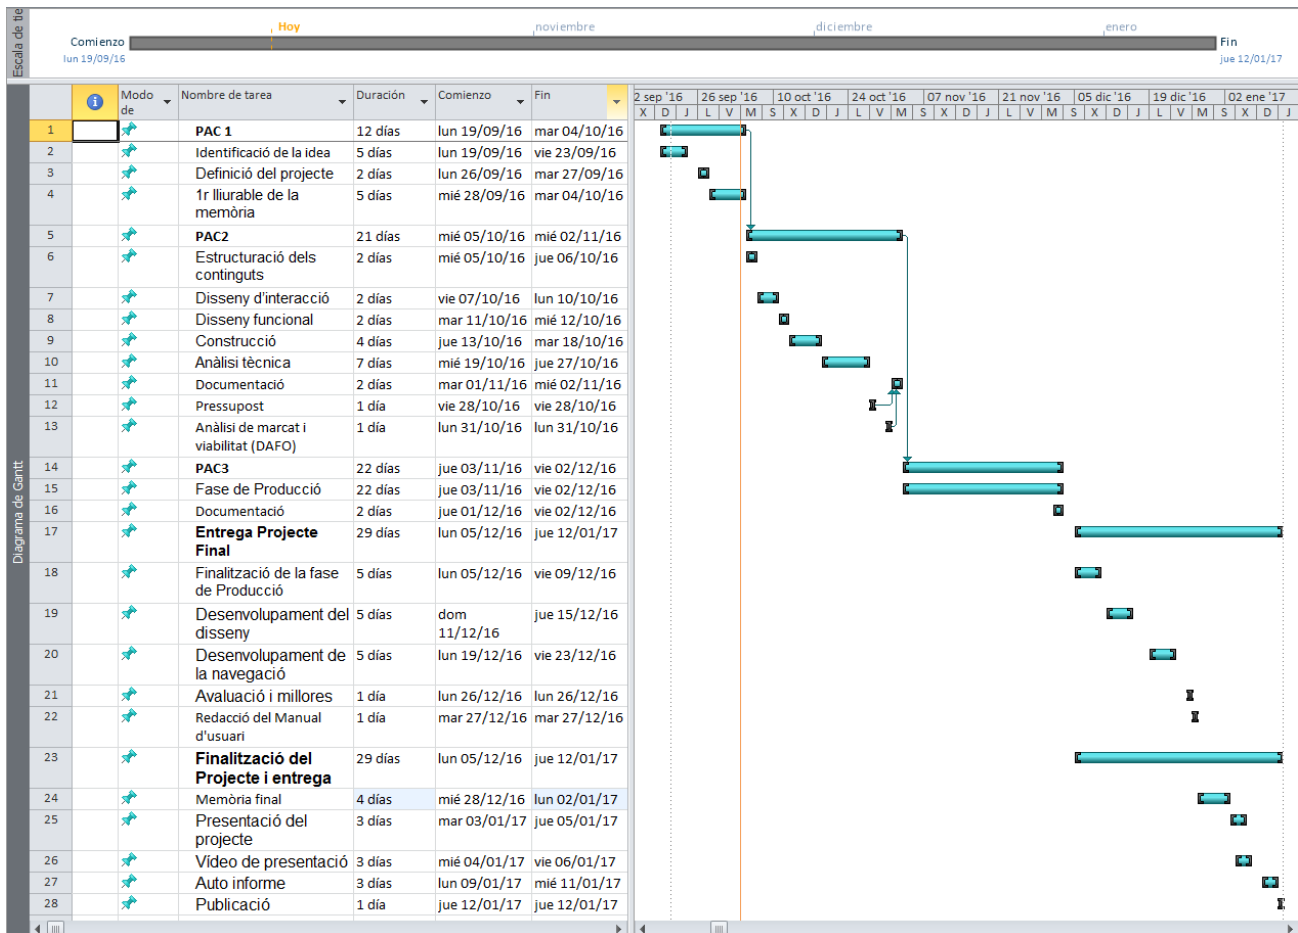 Escala de tie
Hoy
noviembre
diciembre
enero
Comienzo
lun 19/09/16
Fin
jue 12/01/17
Diagrama de Gantt
Modo de
Nombre de tarea
Duración
Comienzo
Fin
2 sep '16 26 sep '16 10 oct '16 24 oct '16 07 nov '16 21 nov '16 05 dic '16 19 dic '16 02 ene '17
X D J L V M S X D J L V M S X D J L V M S X D J L V M S X D J
1 PAC 1 12 días lun 19/09/16 mar 04/10/16
2 Identificació de la idea 5 días lun 19/09/16 vie 23/09/16
3 Definició del projecte 2 días lun 26/09/16 mar 27/09/16
4 1r lliurable de la 5 días mié 28/09/16 mar 04/10/16
memòria
5 PAC2 21 días mié 05/10/16 mié 02/11/16
6 Estructuració dels 2 días mié 05/10/16 jue 06/10/16
continguts
7 Disseny d'interacció 2 días vie 07/10/16 lun 10/10/16
8 Disseny funcional 2 días mar 11/10/16 mié 12/10/16
9 Construcció 4 días jue 13/10/16 mar 18/10/16
10 Anàlisi tècnica 7 días mié 19/10/16 jue 27/10/16
11 Documentació 2 días mar 01/11/16 mié 02/11/16
12 Pressupost 1 día vie 28/10/16 vie 28/10/16
13 Anàlisi de marcat i 1 día lun 31/10/16 lun 31/10/16
viabilitat (DAFO)
14 PAC3 22 días jue 03/11/16 vie 02/12/16
15 Fase de Producció 22 días jue 03/11/16 vie 02/12/16
16 Documentació 2 días jue 01/12/16 vie 02/12/16
17 Entrega Projecte 29 días lun 05/12/16 jue 12/01/17
Final
18 Finalització de la fase 5 días lun 05/12/16 vie 09/12/16
de Producció
19 Desenvolupament del 5 días dom jue 15/12/16
disseny 11/12/16
20 Desenvolupament de 5 días lun 19/12/16 vie 23/12/16
la navegació
21 Avaluació i millores 1 día lun 26/12/16 lun 26/12/16
22 Redacció del Manual 1 día mar 27/12/16 mar 27/12/16
d'usuari
23 Finalització del 29 días lun 05/12/16 jue 12/01/17
Projecte i entrega
24 Memòria final 4 días mié 28/12/16 lun 02/01/17
25 Presentació del 3 días mar 03/01/17 jue 05/01/17
projecte
26 Vídeo de presentació 3 días mié 04/01/17 vie 06/01/17
27 Auto informe 3 días lun 09/01/17 mié 11/01/17
28 Publicació 1 día jue 12/01/17 jue 12/01/17